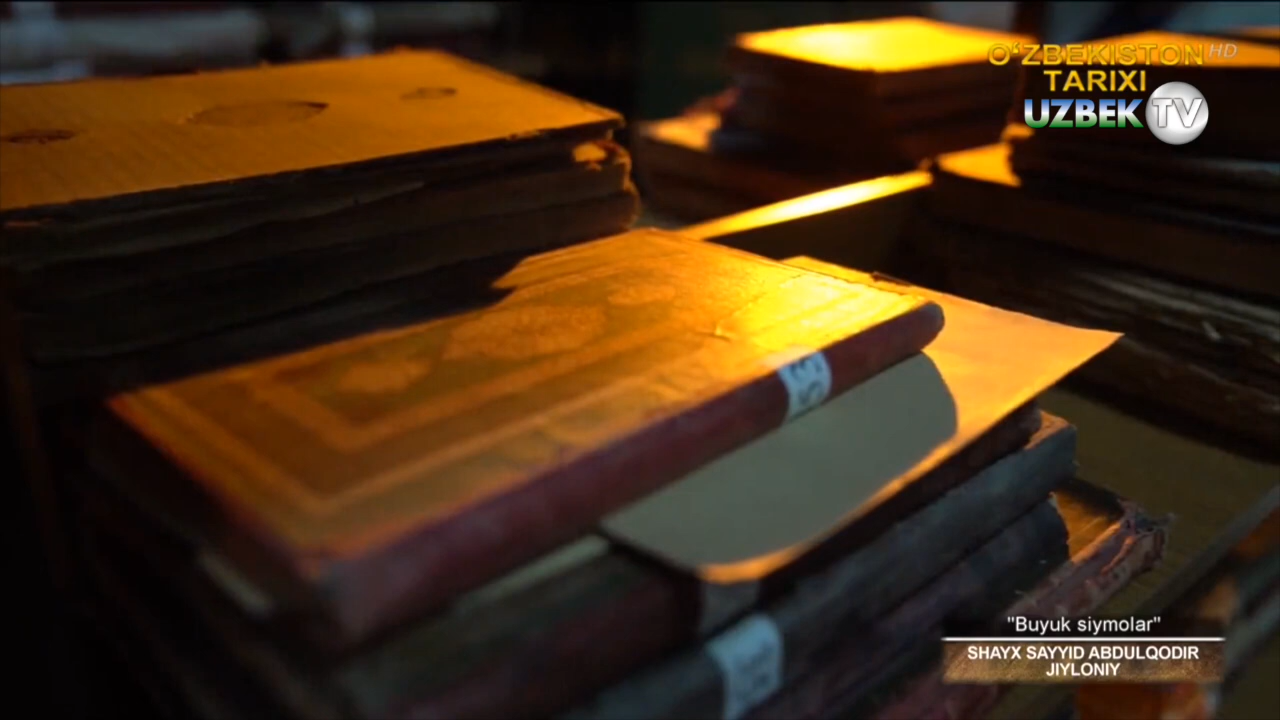 O‘ZBEKISTON HD
TARIXI
UZBEK TV
"Buyuk siymolar"
SHAYX SAYYID ABDULQODIR
JIYLONIY